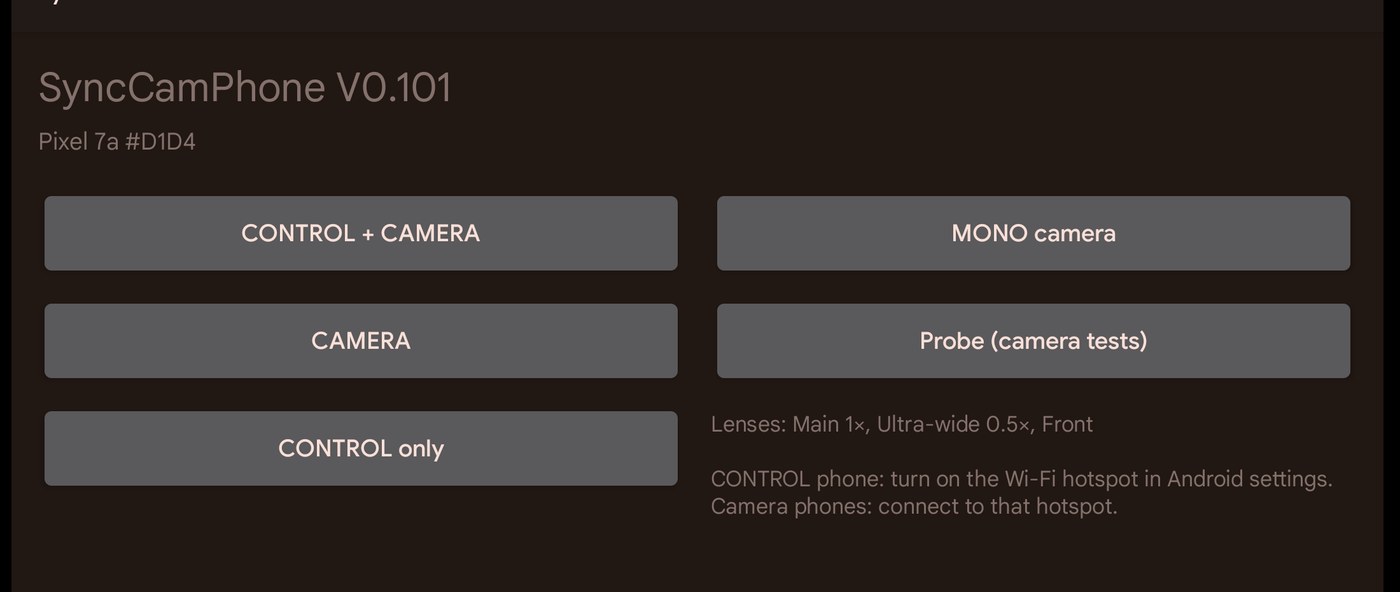 SyncCamPhone V0.101
Pixel 7a #D1D4
CONTROL + CAMERA
MONO camera
CAMERA
Probe (camera tests)
CONTROL only
Lenses: Main 1×, Ultra-wide 0.5×, Front
CONTROL phone: turn on the Wi-Fi hotspot in Android settings.
Camera phones: connect to that hotspot.